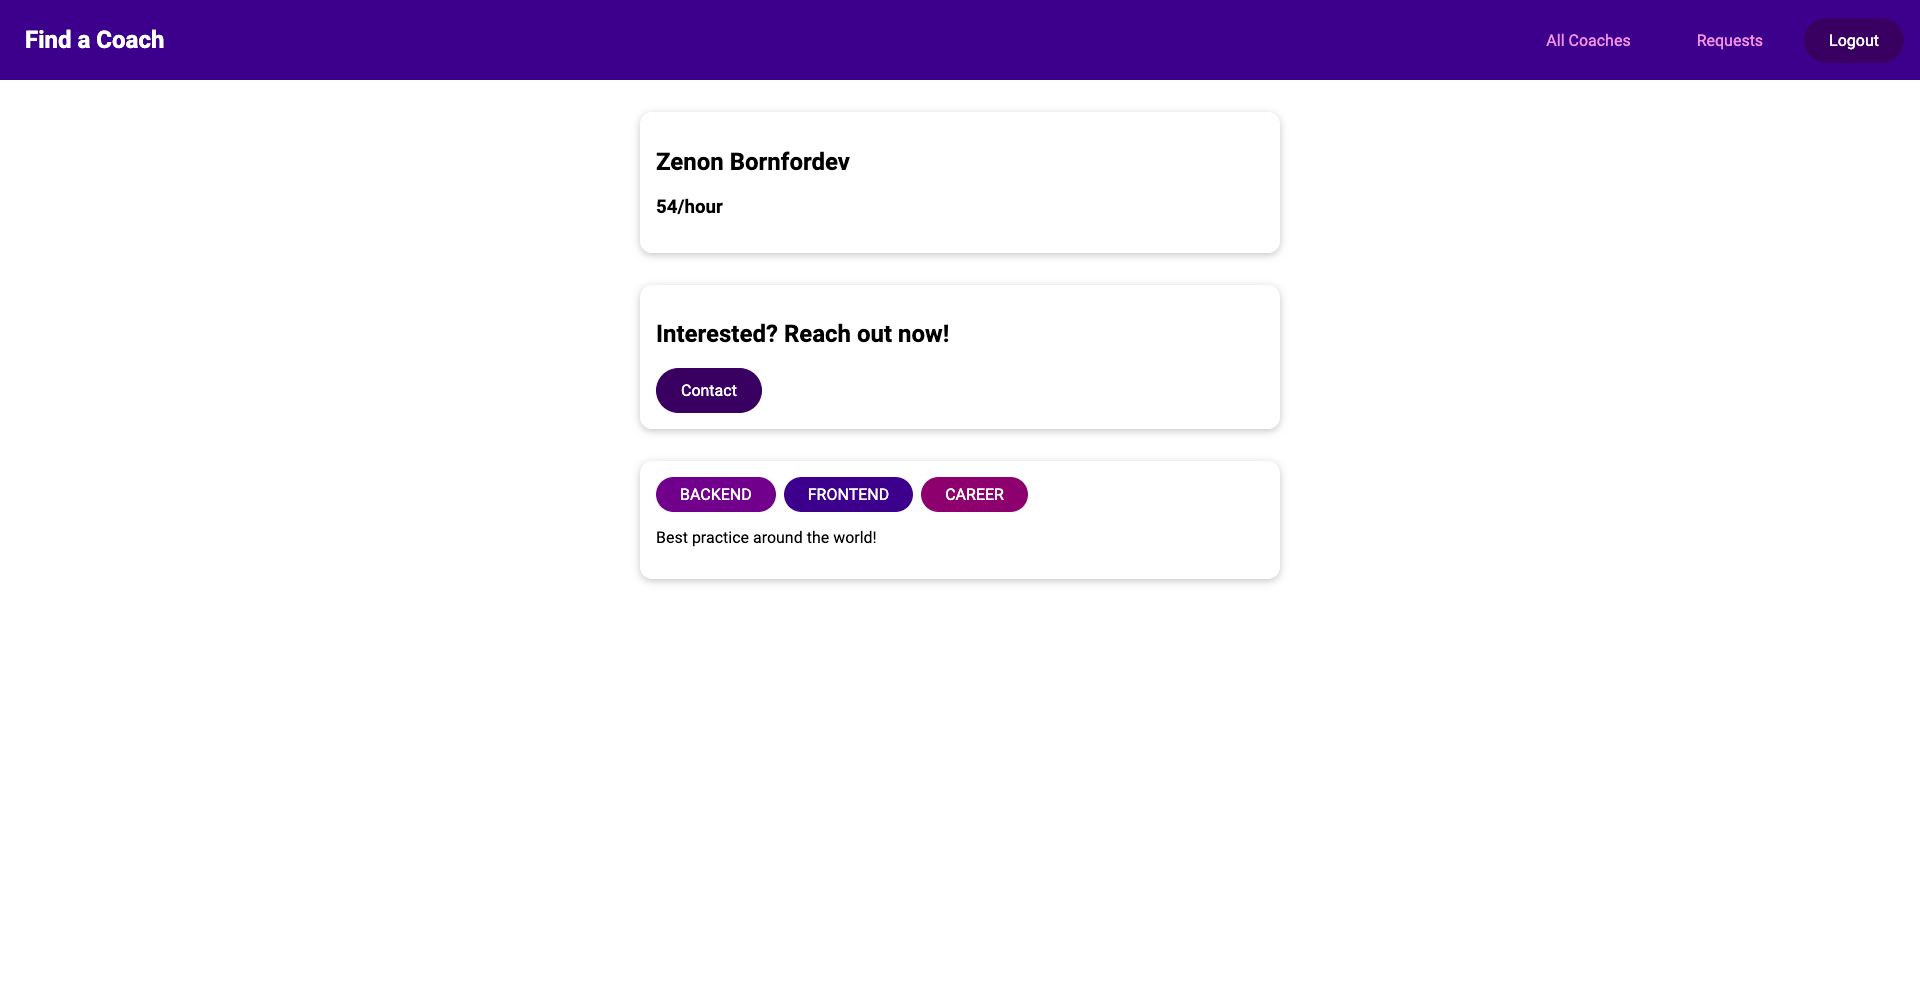 Find a Coach
All Coaches
Requests
Logout
Zenon Bornfordev
54/hour
Interested? Reach out now!
Contact
BACKEND
FRONTEND
CAREER
Best practice around the world!